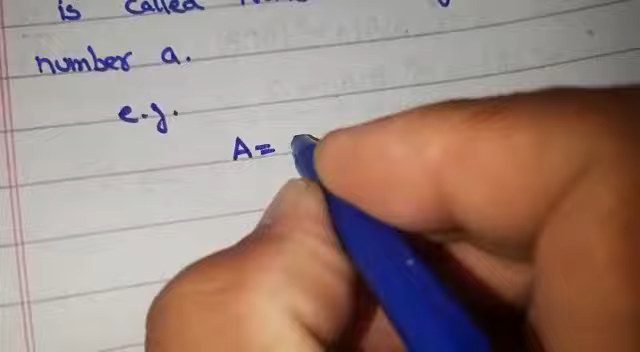 is called
number a.
e.g.
A =